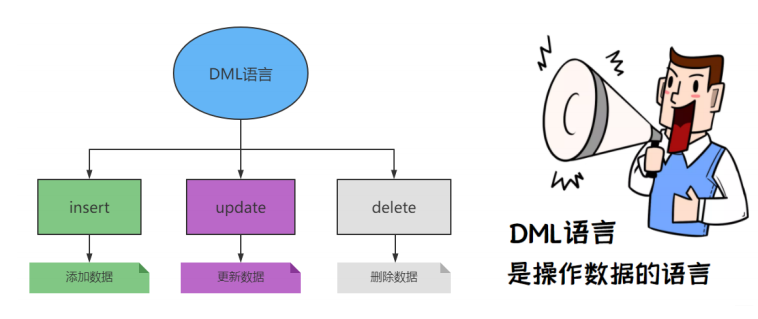 DML语言
insert
update
delete
添加数据
更新数据
删除数据
DML语言
是操作数据的语言